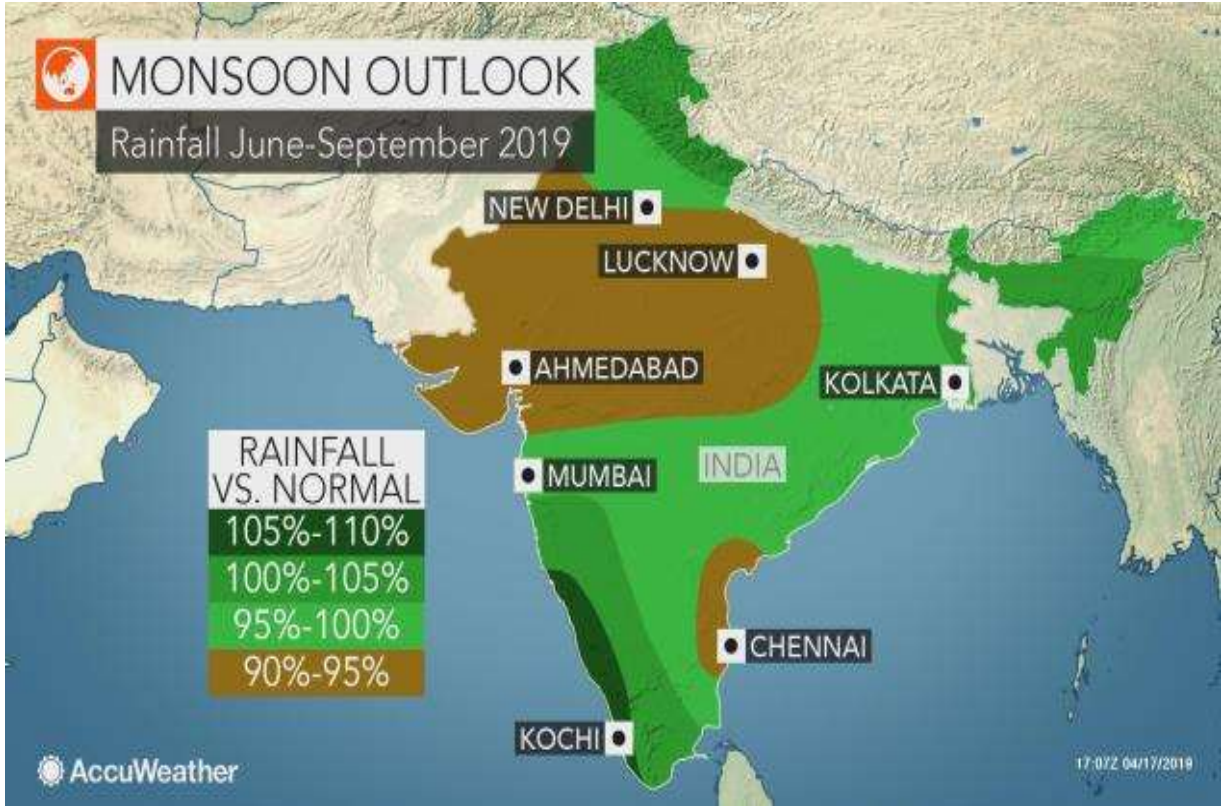 MONSOON OUTLOOK
Rainfall June-September 2019
NEW DELHI
LUCKNOW
AHMEDABAD
KOLKATA
RAINFALL
VS. NORMAL
105%-110%
100%-105%
95%-100%
90%-95%
INDIA
MUMBAI
CHENNAI
KOCHI
AccuWeather
17:07Z 04/17/2019